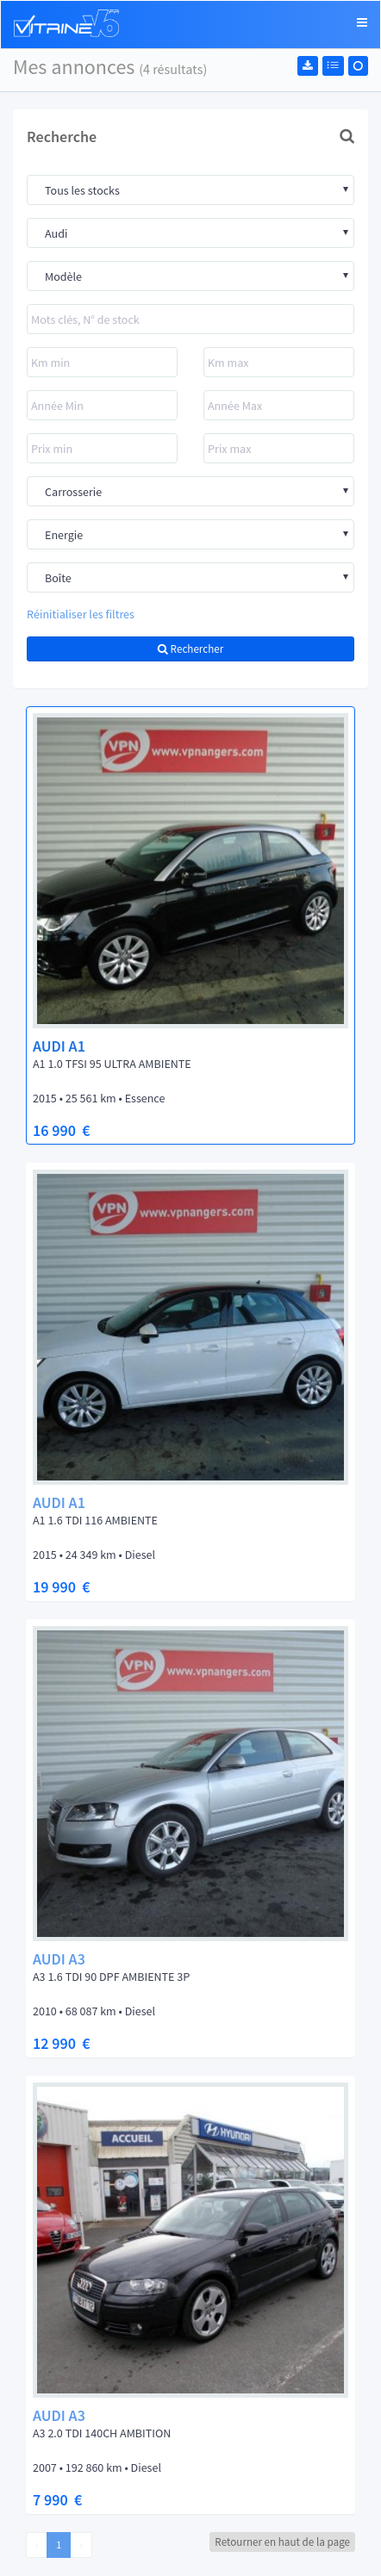 VITRINE V5
Mes annonces (4 résultats)
Recherche
Tous les stocks
Audi
Modèle
Mots clés, N° de stock
Km min
Km max
Année Min
Année Max
Prix min
Prix max
Carrosserie
Energie
Boîte
Réinitialiser les filtres
Rechercher
VPN www.vpnangers.com
AUDI A1
A1 1.0 TFSI 95 ULTRA AMBIENTE
2015 • 25 561 km • Essence
16 990 €
VPN www.vpnangers.com
AUDI A1
A1 1.6 TDI 116 AMBIENTE
2015 • 24 349 km • Diesel
19 990 €
VPN www.vpnangers.com
AUDI A3
A3 1.6 TDI 90 DPF AMBIENTE 3P
2010 • 68 087 km • Diesel
12 990 €
ACCUEIL
HYUNDAI
AUDI A3
A3 2.0 TDI 140CH AMBITION
2007 • 192 860 km • Diesel
7 990 €
1
Retourner en haut de la page